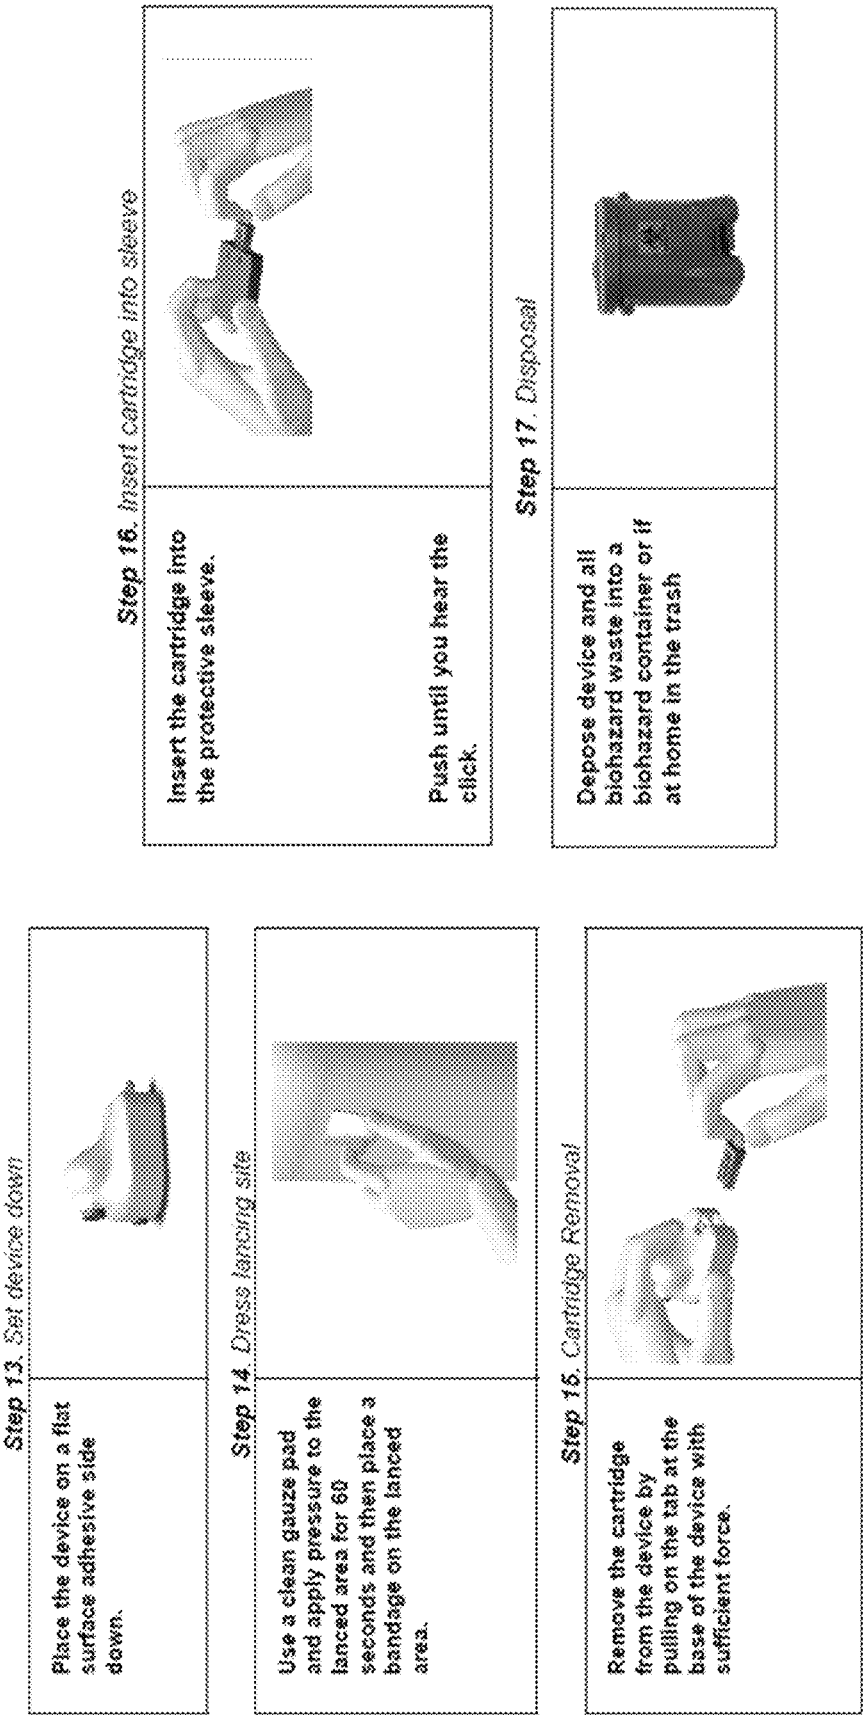 Step 13. Set device down
Place the device on a flat
surface adhesive side
down.
Step 14. Dress lancing site
Use a clean gauze pad
and apply pressure to the
lanced area for 60
seconds and then place a
bandage on the lanced
area.
Step 15. Cartridge Removal
Remove the cartridge
from the device by
pulling on the tab at the
base of the device with
sufficient force.
Step 16. Insert cartridge into sleeve
Insert the cartridge into
the protective sleeve.
Push until you hear the
click.
Step 17. Disposal
Depose device and all
biohazard waste into a
biohazard container or if
at home in the trash